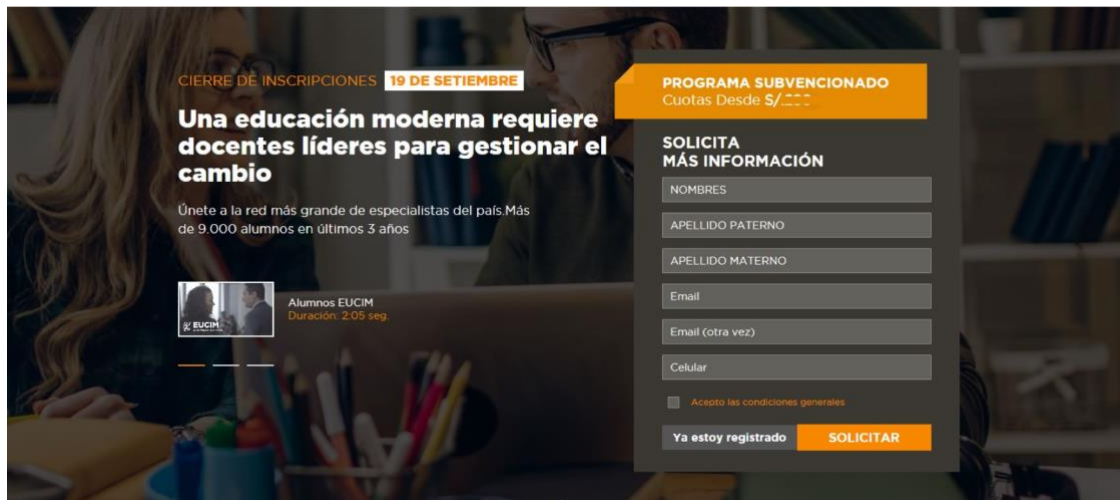 CIERRE DE INSCRIPCIONES 19 DE SETIEMBRE
Una educación moderna requiere
docentes líderes para gestionar el
cambio
Únete a la red más grande de especialistas del país.Más
de 9.000 alumnos en últimos 3 años
EUCIM
Alumnos EUCIM
Duración: 2:05 seg.
PROGRAMA SUBVENCIONADO
Cuotas Desde S/.
SOLICITA
MÁS INFORMACIÓN
NOMBRES
APELLIDO PATERNO
APELLIDO MATERNO
Email
Email (otra vez)
Celular
Acepto las condiciones generales
Ya estoy registrado
SOLICITAR